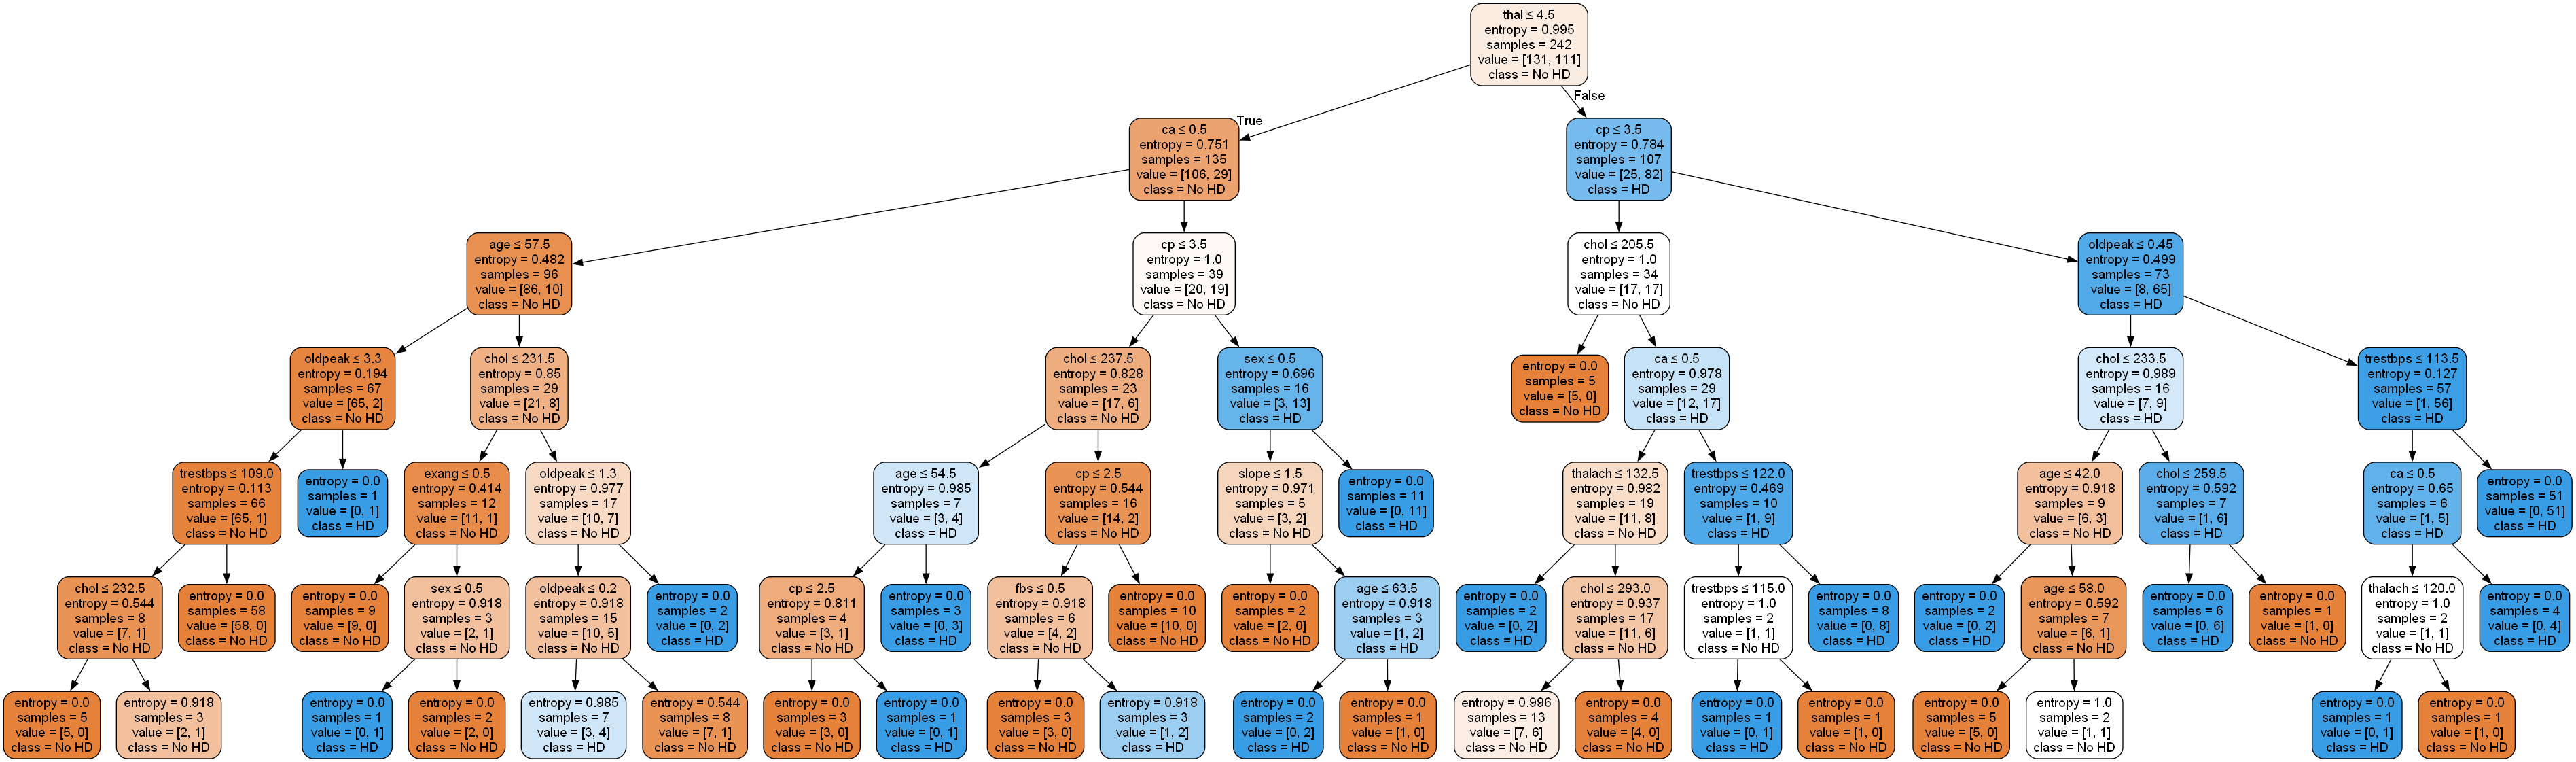 thal ≤ 4.5
entropy = 0.995
samples = 242
value = [131, 111]
class = No HD
True
False
ca ≤ 0.5
entropy = 0.751
samples = 135
value = [106, 29]
class = No HD
cp ≤ 3.5
entropy = 0.784
samples = 107
value = [25, 82]
class = HD
age ≤ 57.5
entropy = 0.482
samples = 96
value = [86, 10]
class = No HD
cp ≤ 3.5
entropy = 1.0
samples = 39
value = [20, 19]
class = No HD
chol ≤ 205.5
entropy = 1.0
samples = 34
value = [17, 17]
class = No HD
oldpeak ≤ 0.45
entropy = 0.499
samples = 73
value = [8, 65]
class = HD
oldpeak ≤ 3.3
entropy = 0.194
samples = 67
value = [65, 2]
class = No HD
chol ≤ 231.5
entropy = 0.85
samples = 29
value = [21, 8]
class = No HD
chol ≤ 237.5
entropy = 0.828
samples = 23
value = [17, 6]
class = No HD
sex ≤ 0.5
entropy = 0.696
samples = 16
value = [3, 13]
class = HD
entropy = 0.0
samples = 5
value = [5, 0]
class = No HD
ca ≤ 0.5
entropy = 0.978
samples = 29
value = [12, 17]
class = HD
chol ≤ 233.5
entropy = 0.989
samples = 16
value = [7, 9]
class = HD
trestbps ≤ 113.5
entropy = 0.127
samples = 57
value = [1, 56]
class = HD
trestbps ≤ 109.0
entropy = 0.113
samples = 66
value = [65, 1]
class = No HD
entropy = 0.0
samples = 1
value = [0, 1]
class = HD
exang ≤ 0.5
entropy = 0.414
samples = 12
value = [11, 1]
class = No HD
oldpeak ≤ 1.3
entropy = 0.977
samples = 17
value = [10, 7]
class = No HD
age ≤ 54.5
entropy = 0.985
samples = 7
value = [3, 4]
class = HD
cp ≤ 2.5
entropy = 0.544
samples = 16
value = [14, 2]
class = No HD
slope ≤ 1.5
entropy = 0.971
samples = 5
value = [3, 2]
class = No HD
entropy = 0.0
samples = 11
value = [0, 11]
class = HD
thalach ≤ 132.5
entropy = 0.982
samples = 19
value = [11, 8]
class = No HD
trestbps ≤ 122.0
entropy = 0.469
samples = 10
value = [1, 9]
class = HD
age ≤ 42.0
entropy = 0.918
samples = 9
value = [6, 3]
class = No HD
chol ≤ 259.5
entropy = 0.592
samples = 7
value = [1, 6]
class = HD
ca ≤ 0.5
entropy = 0.65
samples = 6
value = [1, 5]
class = HD
entropy = 0.0
samples = 51
value = [0, 51]
class = HD
chol ≤ 232.5
entropy = 0.544
samples = 8
value = [7, 1]
class = No HD
entropy = 0.0
samples = 58
value = [58, 0]
class = No HD
entropy = 0.0
samples = 9
value = [9, 0]
class = No HD
sex ≤ 0.5
entropy = 0.918
samples = 3
value = [2, 1]
class = No HD
oldpeak ≤ 0.2
entropy = 0.918
samples = 15
value = [10, 5]
class = No HD
entropy = 0.0
samples = 2
value = [0, 2]
class = HD
cp ≤ 2.5
entropy = 0.811
samples = 4
value = [3, 1]
class = No HD
entropy = 0.0
samples = 3
value = [0, 3]
class = HD
fbs ≤ 0.5
entropy = 0.918
samples = 6
value = [4, 2]
class = No HD
entropy = 0.0
samples = 10
value = [10, 0]
class = No HD
entropy = 0.0
samples = 2
value = [2, 0]
class = No HD
age ≤ 63.5
entropy = 0.918
samples = 3
value = [1, 2]
class = HD
entropy = 0.0
samples = 2
value = [0, 2]
class = HD
chol ≤ 293.0
entropy = 0.937
samples = 17
value = [11, 6]
class = No HD
trestbps ≤ 115.0
entropy = 1.0
samples = 2
value = [1, 1]
class = No HD
entropy = 0.0
samples = 8
value = [0, 8]
class = HD
entropy = 0.0
samples = 2
value = [0, 2]
class = HD
age ≤ 58.0
entropy = 0.592
samples = 7
value = [6, 1]
class = No HD
entropy = 0.0
samples = 6
value = [0, 6]
class = HD
entropy = 0.0
samples = 1
value = [1, 0]
class = No HD
thalach ≤ 120.0
entropy = 1.0
samples = 2
value = [1, 1]
class = No HD
entropy = 0.0
samples = 4
value = [0, 4]
class = HD
entropy = 0.0
samples = 5
value = [5, 0]
class = No HD
entropy = 0.918
samples = 3
value = [2, 1]
class = No HD
entropy = 0.0
samples = 1
value = [0, 1]
class = HD
entropy = 0.0
samples = 2
value = [2, 0]
class = No HD
entropy = 0.985
samples = 7
value = [3, 4]
class = HD
entropy = 0.544
samples = 8
value = [7, 1]
class = No HD
entropy = 0.0
samples = 3
value = [3, 0]
class = No HD
entropy = 0.0
samples = 1
value = [0, 1]
class = HD
entropy = 0.0
samples = 3
value = [3, 0]
class = No HD
entropy = 0.918
samples = 3
value = [1, 2]
class = HD
entropy = 0.0
samples = 2
value = [0, 2]
class = HD
entropy = 0.0
samples = 1
value = [1, 0]
class = No HD
entropy = 0.996
samples = 13
value = [7, 6]
class = No HD
entropy = 0.0
samples = 4
value = [4, 0]
class = No HD
entropy = 0.0
samples = 1
value = [0, 1]
class = HD
entropy = 0.0
samples = 1
value = [1, 0]
class = No HD
entropy = 0.0
samples = 5
value = [5, 0]
class = No HD
entropy = 1.0
samples = 2
value = [1, 1]
class = No HD
entropy = 0.0
samples = 1
value = [0, 1]
class = HD
entropy = 0.0
samples = 1
value = [1, 0]
class = No HD